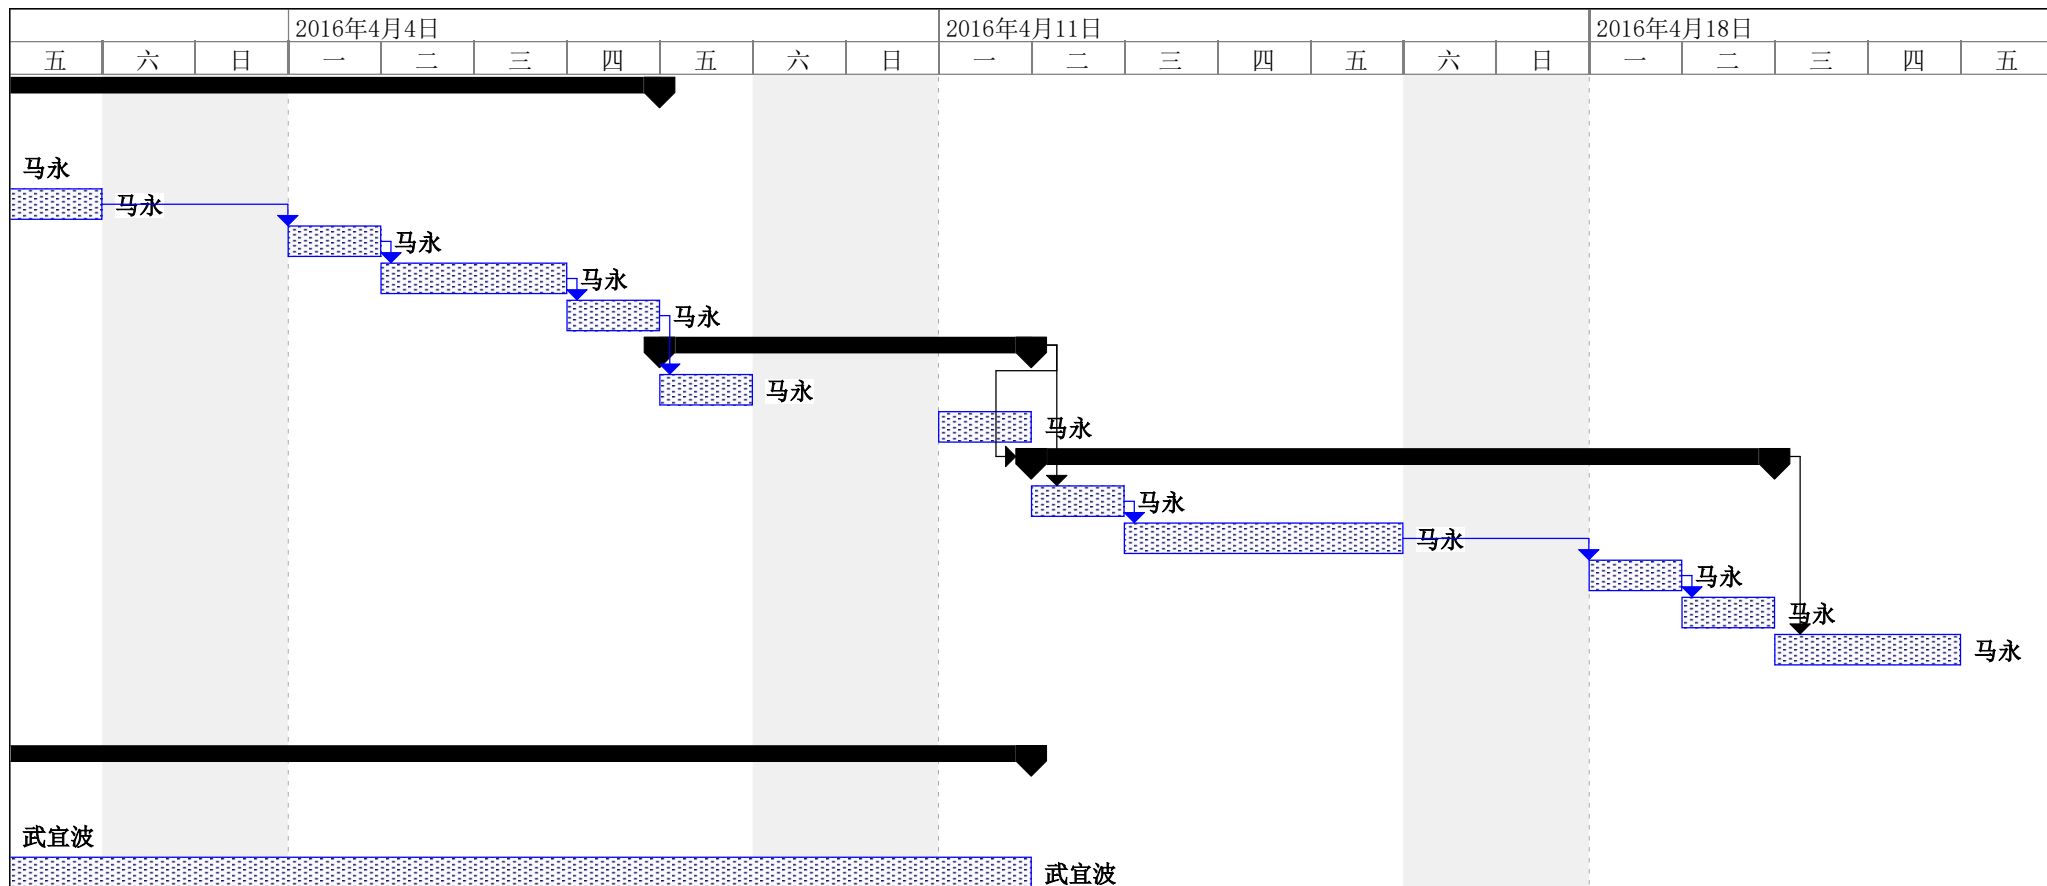 2016年4月4日 2016年4月11日 2016年4月18日
五 六 日 一 二 三 四 五 六 日 一 二 三 四 五 六 日 一 二 三 四 五
马永
马永
马永
马永
马永
马永
马永
马永
马永
马永
马永
马永
武宜波
武宜波